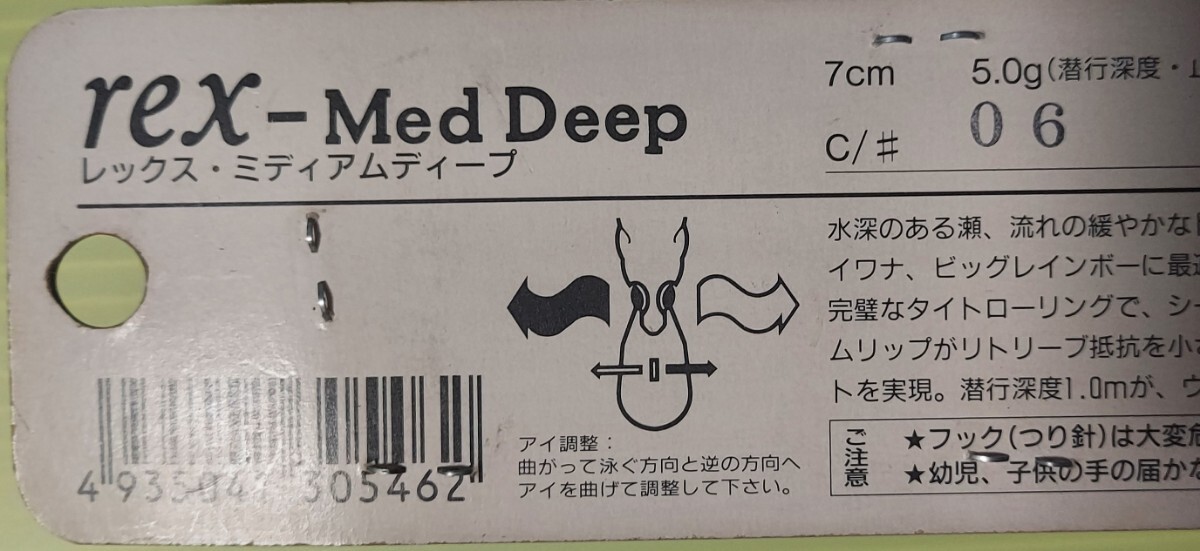 rex-Med Deep
レックス・ミディアムディープ
7cm 5.0g(潜行深度・
C/# 06
水深のある瀬、流れの緩やかな
イワナ、ビッグレインボーに最適
完璧なタイトローリングで、シ
ムリップがリトリーブ抵抗を小さ
トを実現。潜行深度1.0mが、ウ
ご注意
★フック(つり針)は大変危
★幼児、子供の手の届かな
アイ調整:
曲がって泳ぐ方向と逆の方向へ
アイを曲げて調整して下さい。
305462